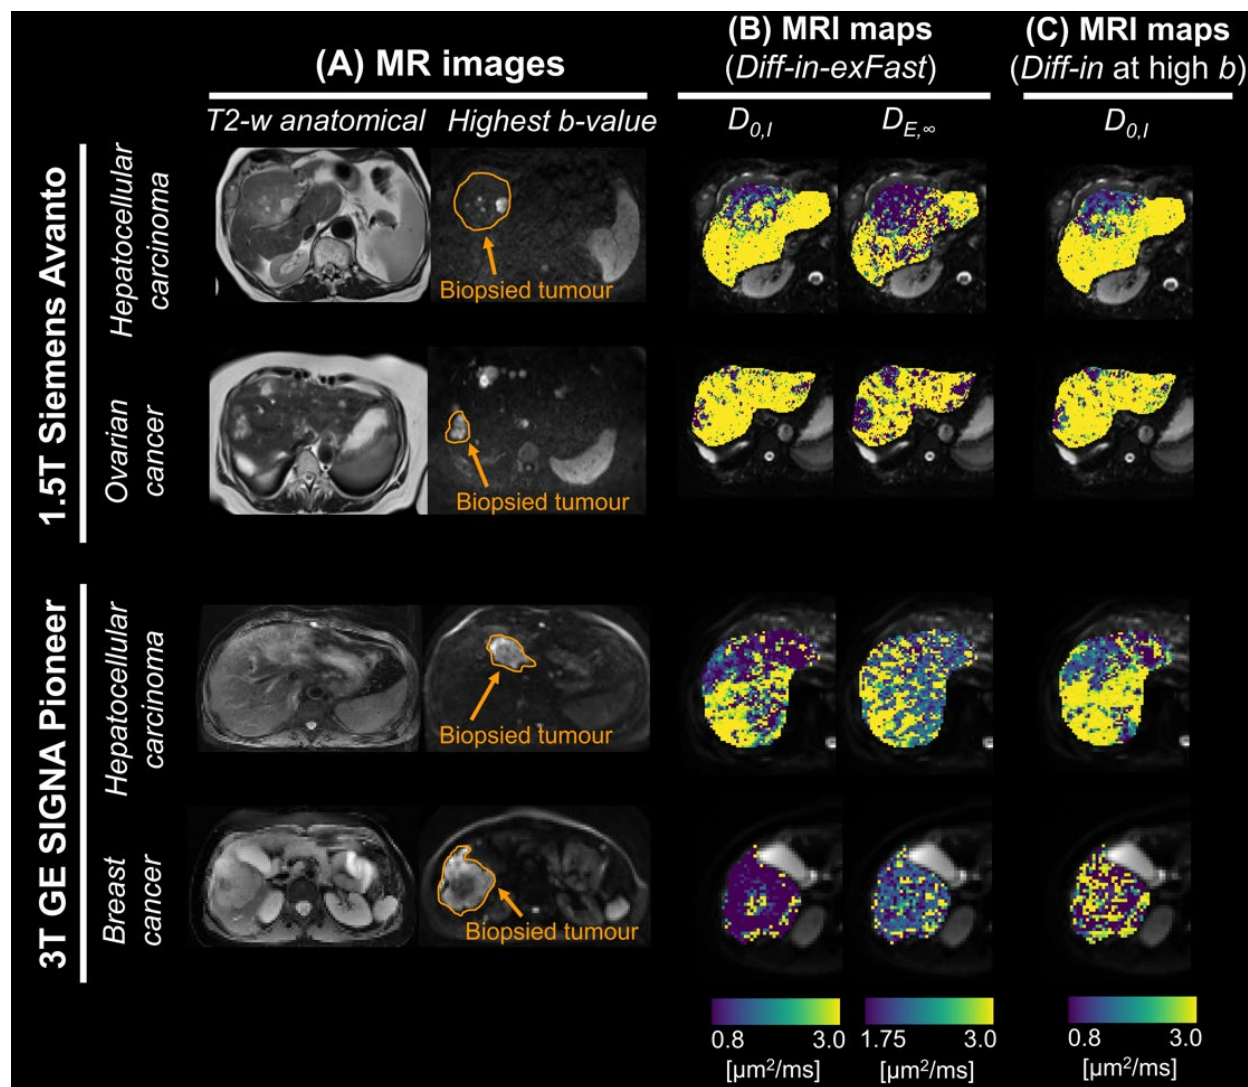 (A) MR images
(B) MRI maps
(Diff-in-exFast)
(C) MRI maps
(Diff-in at high b)
T2-w anatomical
Highest b-value
D0,I
DE,∞
D0,I
1.5T Siemens Avanto
Hepatocellular
carcinoma
Biopsied tumour
Ovarian
cancer
Biopsied tumour
3T GE SIGNA Pioneer
Hepatocellular
carcinoma
Biopsied tumour
Breast
cancer
Biopsied tumour
0.8 3.0
[µm²/ms]
1.75 3.0
[µm²/ms]
0.8 3.0
[µm²/ms]